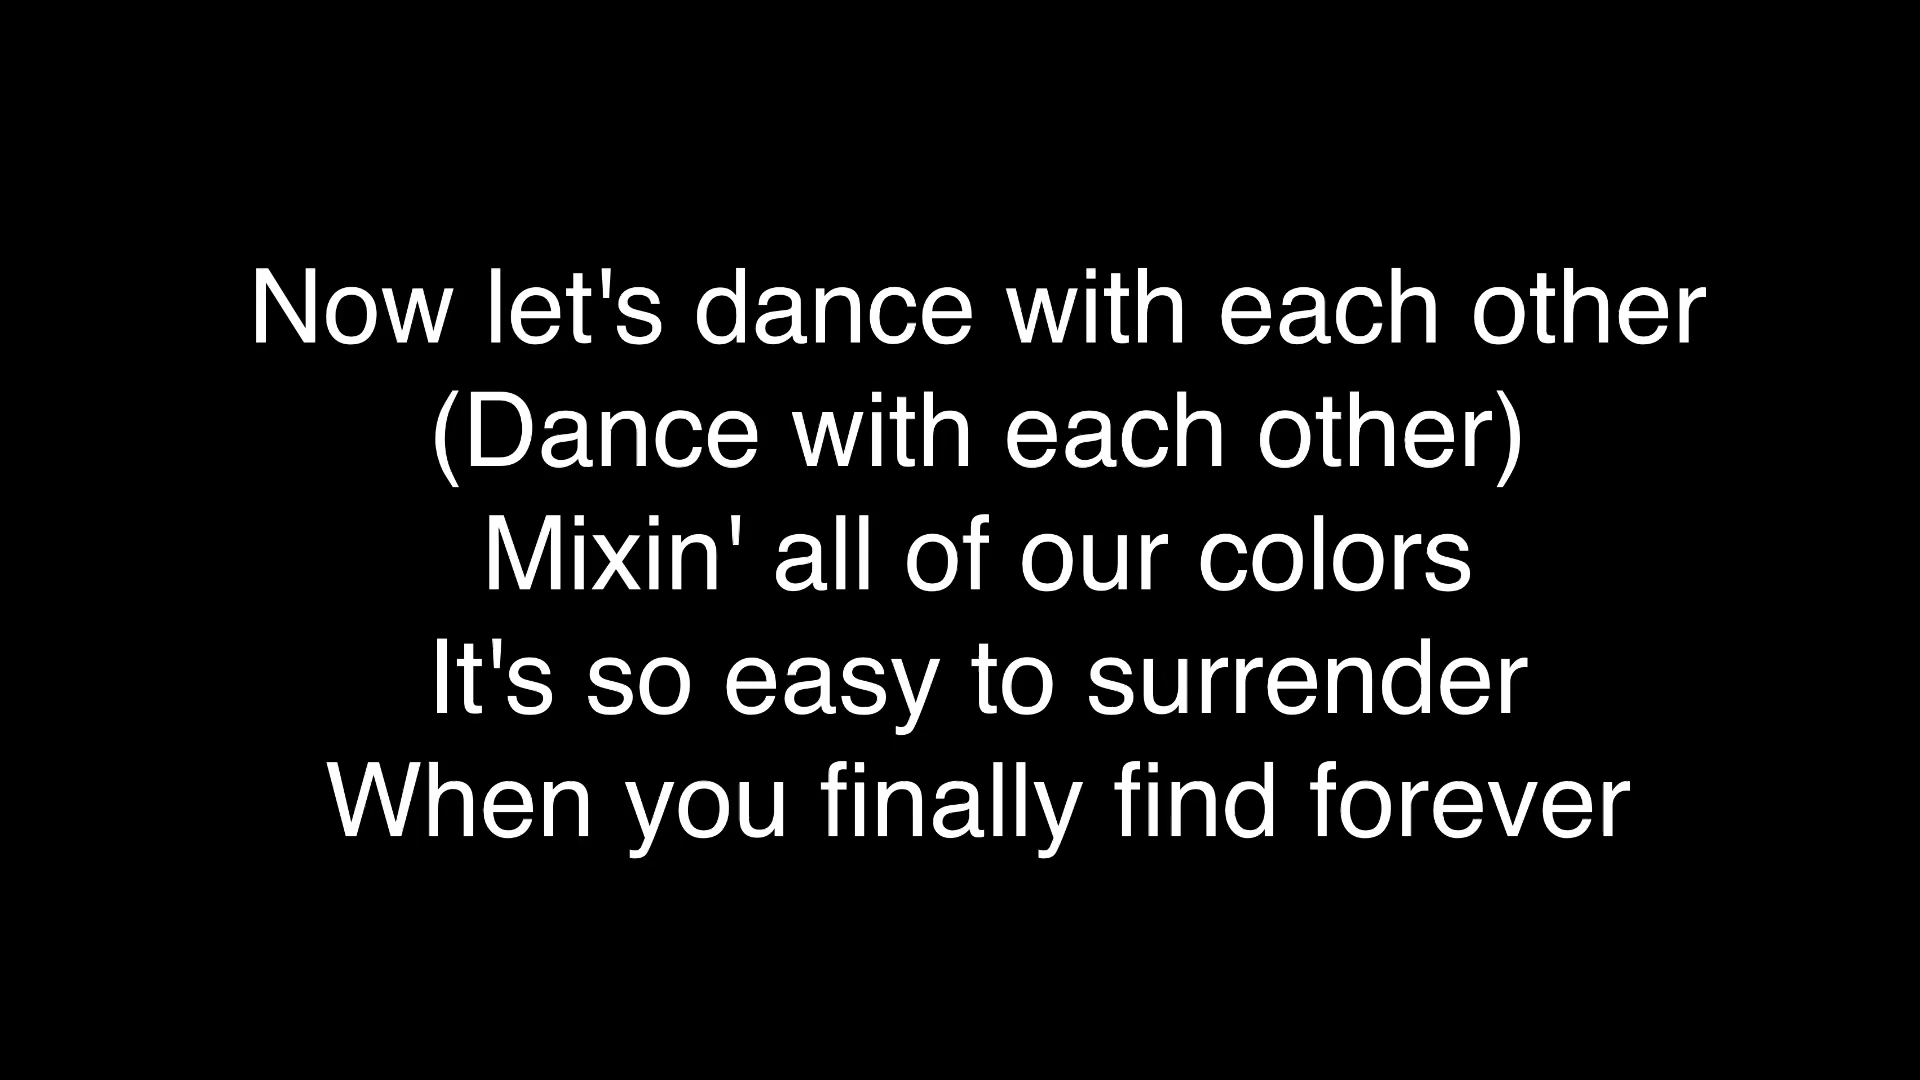 Now let's dance with each other
(Dance with each other)
Mixin' all of our colors
It's so easy to surrender
When you finally find forever